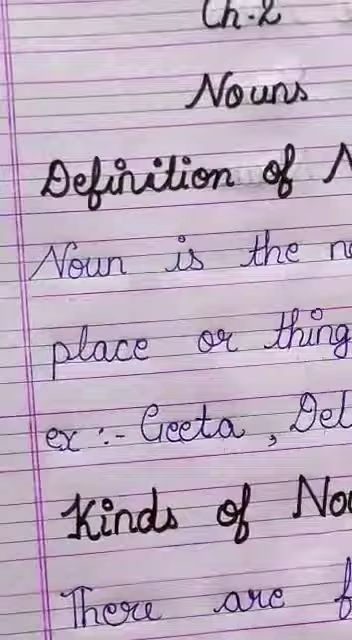 Ch.2
Nouns
Definition of
Noun is the
place or thing
ex :- Geeta,
Kinds of
There are